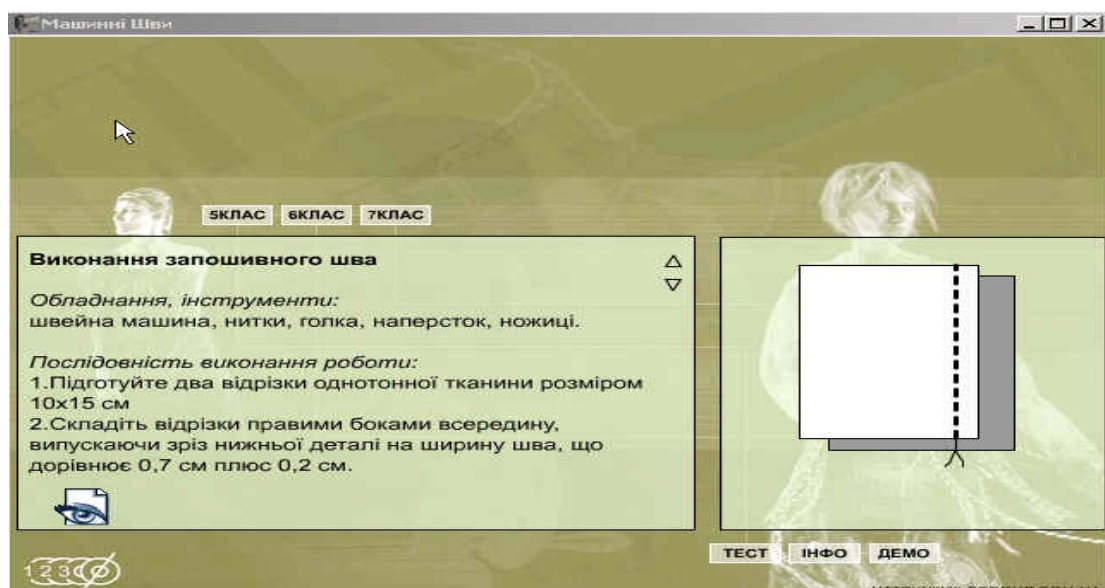 Машинні Шви
5КЛАС 6КЛАС 7КЛАС
Виконання запошивного шва
Обладнання, інструменти:
швейна машина, нитки, голка, наперсток, ножиці.
Послідовність виконання роботи:
1.Підготуйте два відрізки однотонної тканини розміром
10х15 см
2.Складіть відрізки правими боками всередину,
випускаючи зріз нижньої деталі на ширину шва, що
дорівнює 0,7 см плюс 0,2 см.
ТЕСТ ІНФО ДЕМО
123